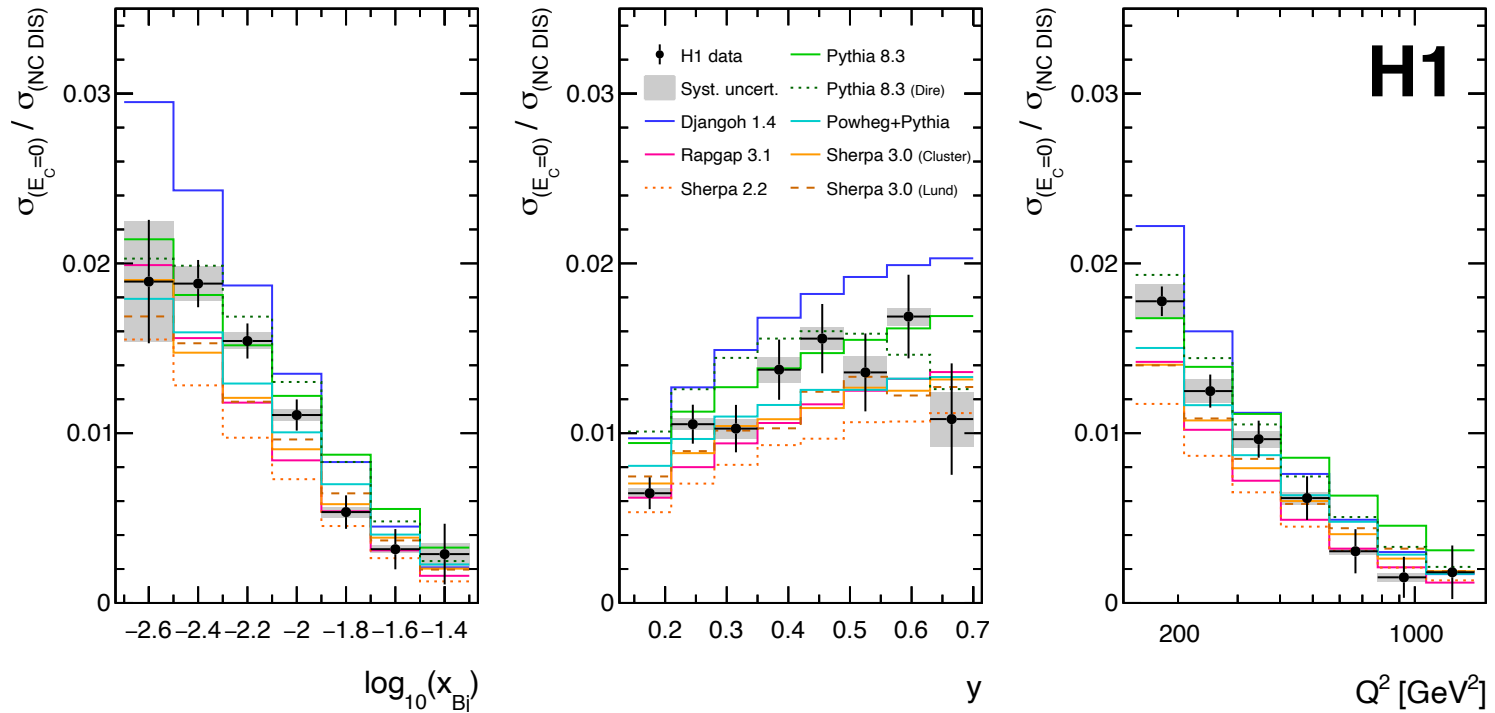 σ(E_C=0) / σ(NC DIS)
0.03
0.02
0.01
0
−2.6 −2.4 −2.2 −2 −1.8 −1.6 −1.4
log10(x_Bj)
σ(E_C=0) / σ(NC DIS)
H1 data
Syst. uncert.
Djangoh 1.4
Rapgap 3.1
Sherpa 2.2
Pythia 8.3
Pythia 8.3 (Dire)
Powheg+Pythia
Sherpa 3.0 (Cluster)
Sherpa 3.0 (Lund)
0.03
0.02
0.01
0
0.2 0.3 0.4 0.5 0.6 0.7
y
σ(E_C=0) / σ(NC DIS)
H1
0.03
0.02
0.01
0
200 1000
Q² [GeV²]